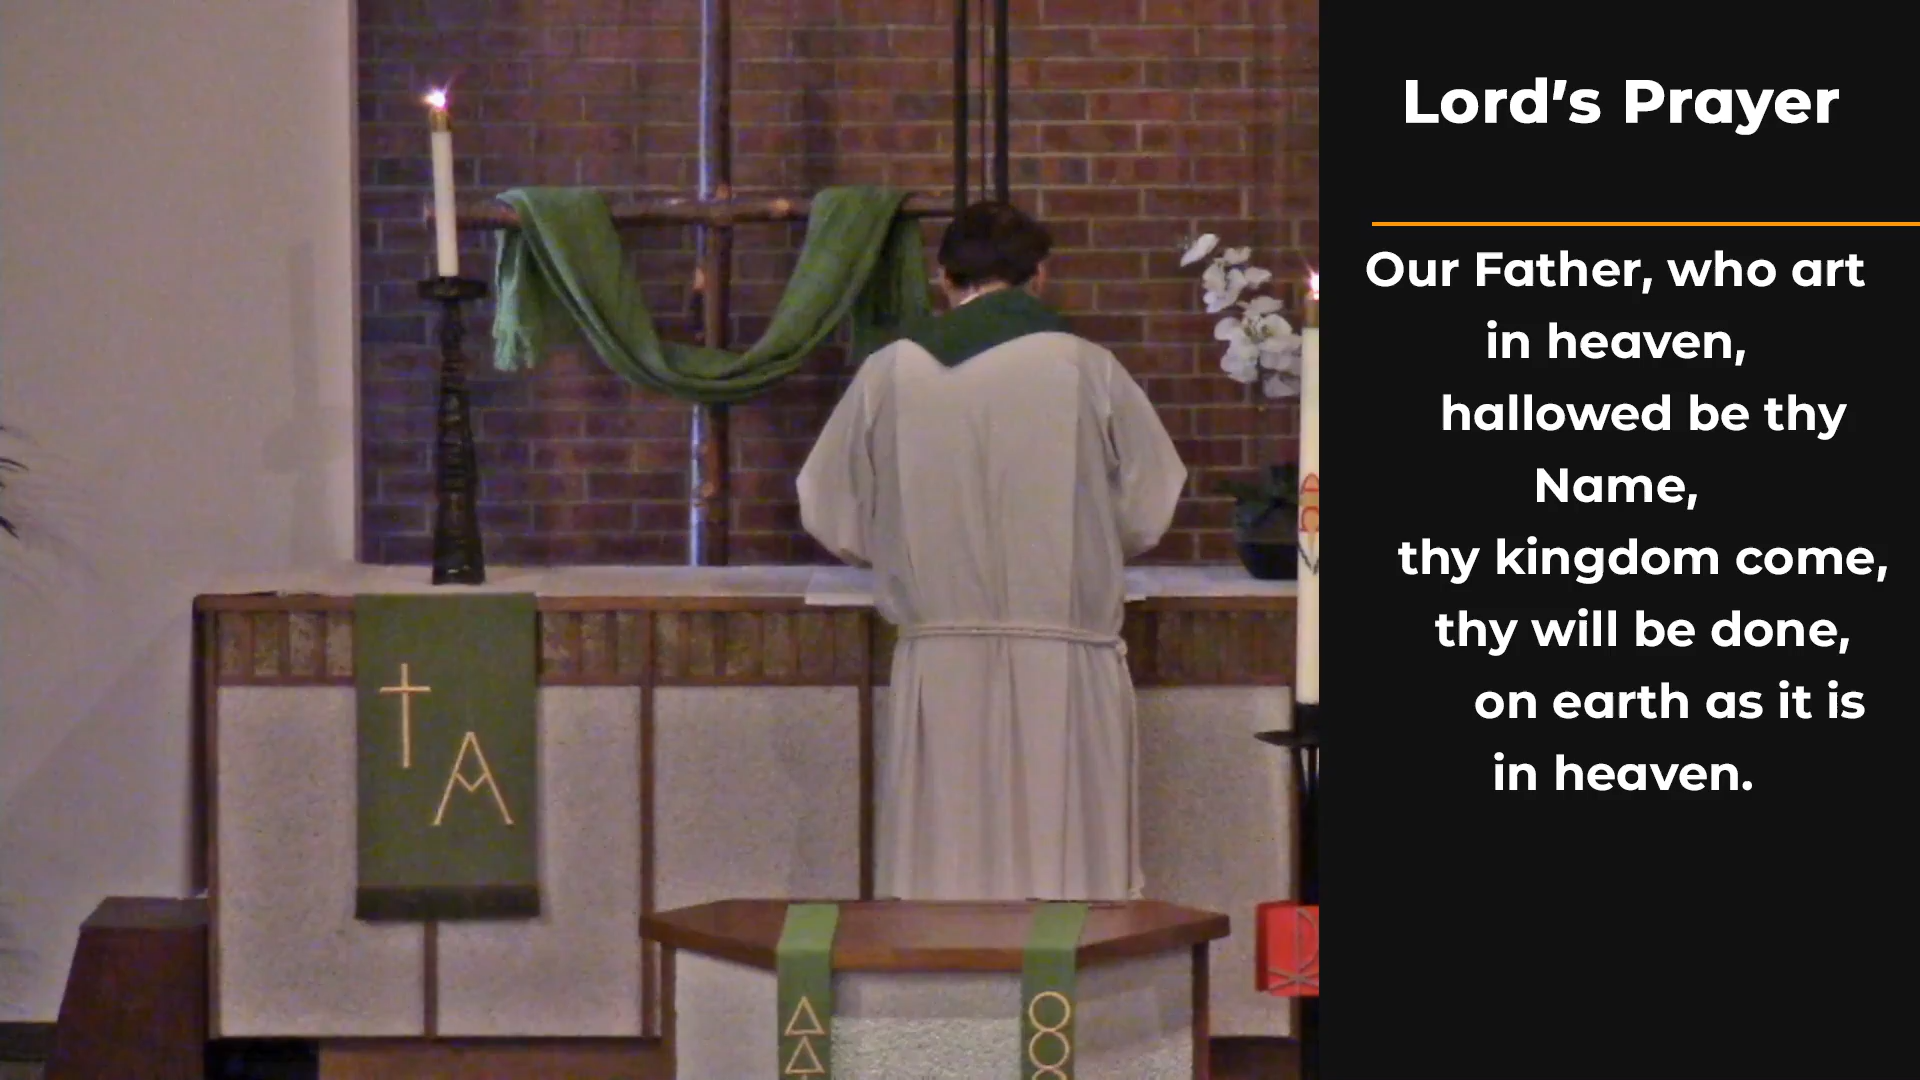 Lord's Prayer
Our Father, who art
in heaven,
hallowed be thy
Name,
thy kingdom come,
thy will be done,
on earth as it is
in heaven.
A